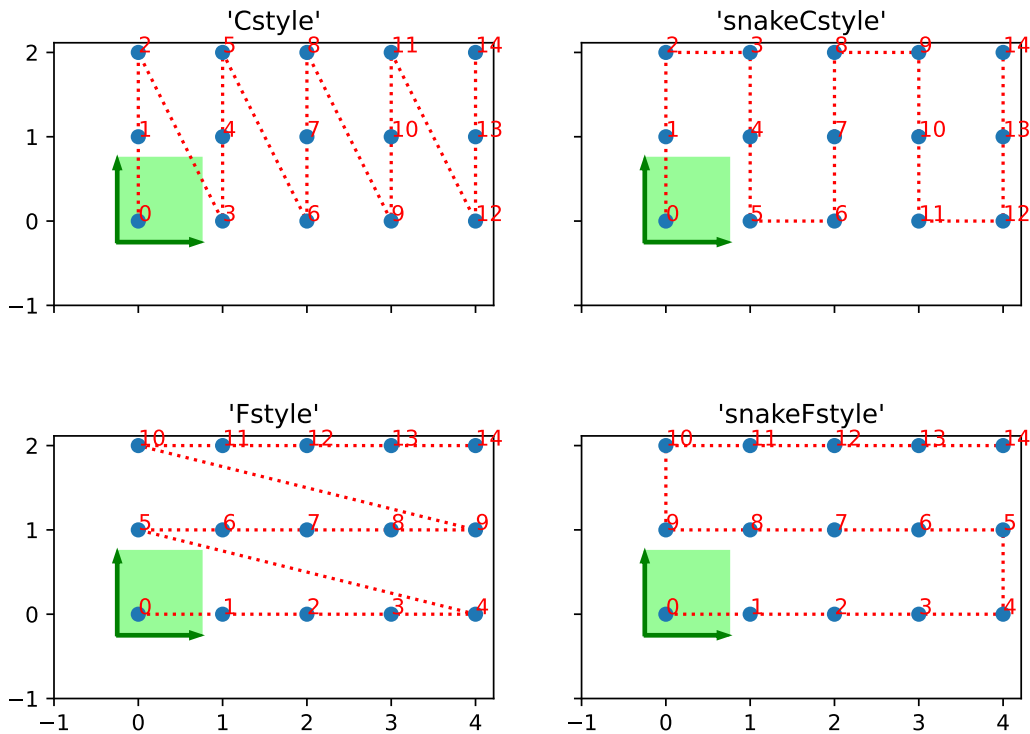 'Cstyle' 'snakeCstyle'
2 2 5 8 11 14 2 3 8 9 14
1 1 4 7 10 13 1 4 7 10 13
0 0 3 6 9 12 0 5 6 11 12
−1
'Fstyle' 'snakeFstyle'
2 10 11 12 13 14 10 11 12 13 14
1 5 6 7 8 9 9 8 7 6 5
0 0 1 2 3 4 0 1 2 3 4
−1
−1 0 1 2 3 4 −1 0 1 2 3 4